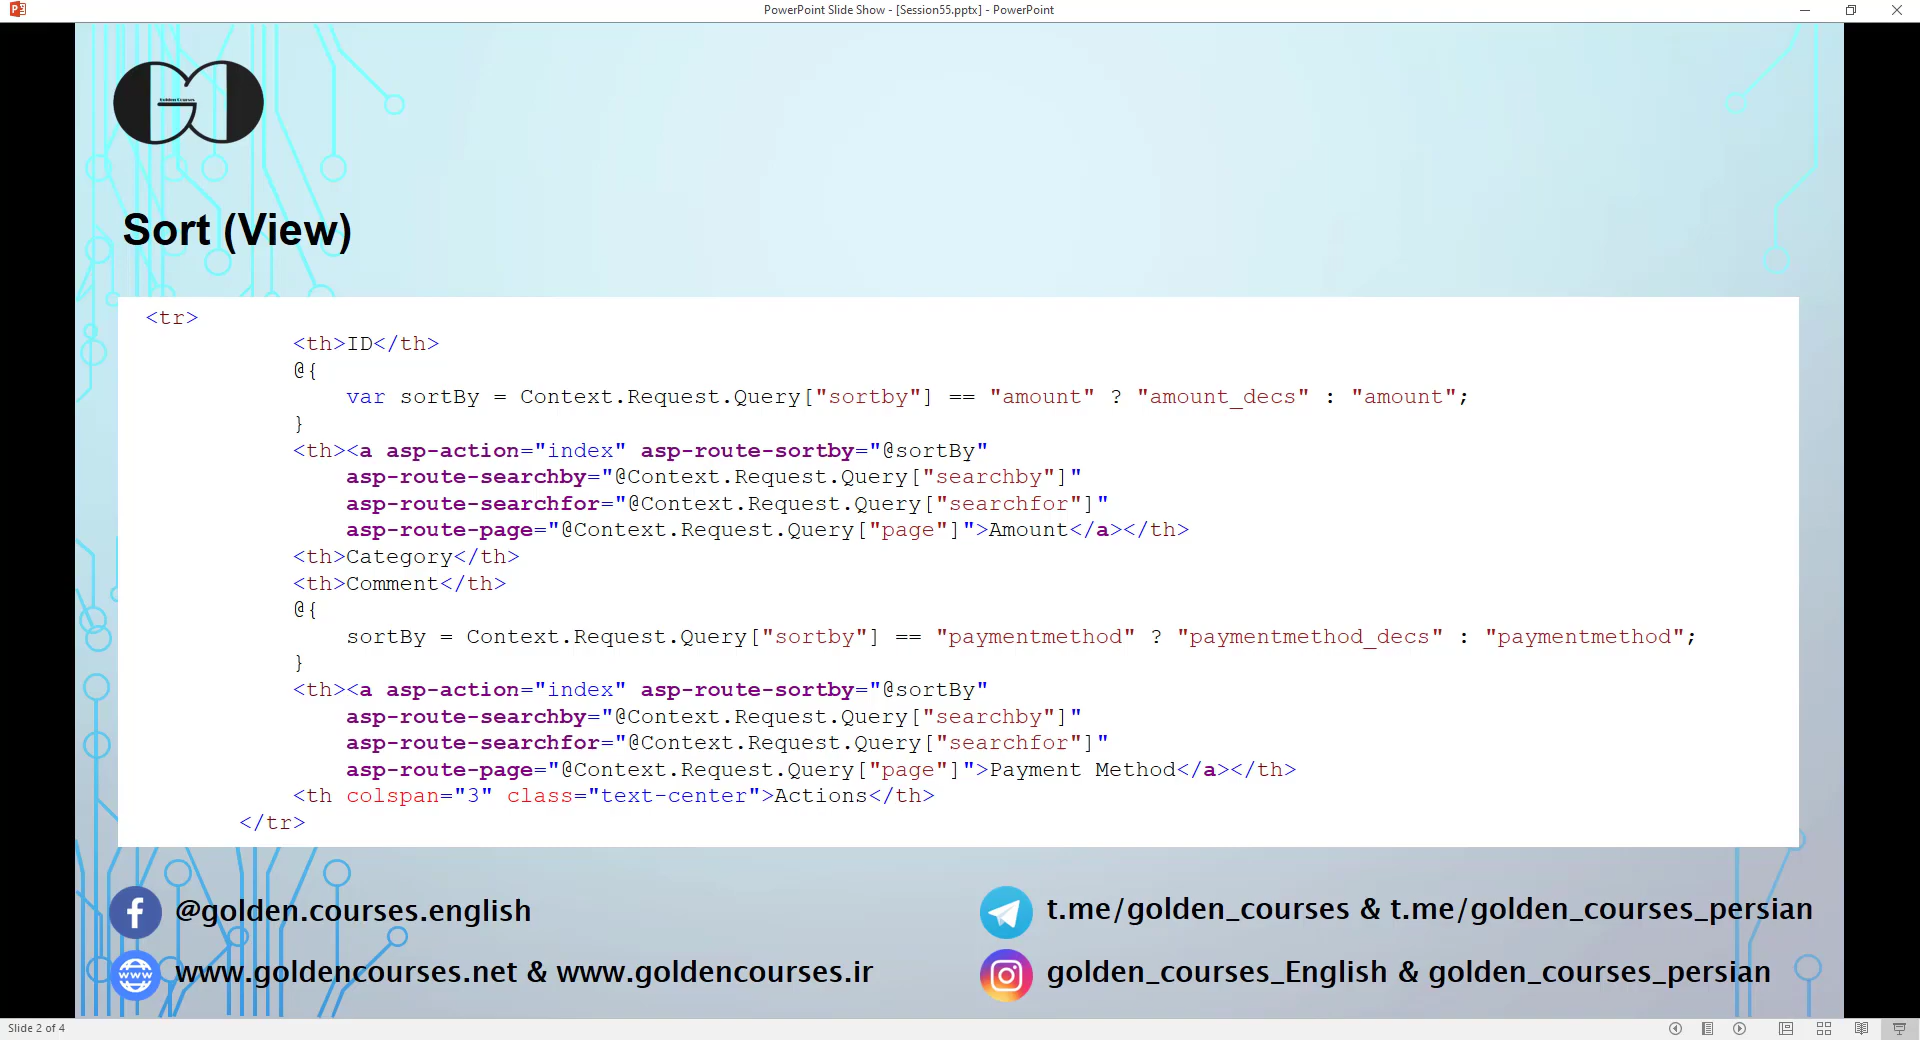 PowerPoint Slide Show - [Session55.pptx] - PowerPoint
Golden Courses
Sort (View)
<tr>
<th>ID</th>
@{
var sortBy = Context.Request.Query["sortby"] == "amount" ? "amount_decs" : "amount";
}
<th><a asp-action="index" asp-route-sortby="@sortBy"
asp-route-searchby="@Context.Request.Query["searchby"]"
asp-route-searchfor="@Context.Request.Query["searchfor"]"
asp-route-page="@Context.Request.Query["page"]">Amount</a></th>
<th>Category</th>
<th>Comment</th>
@{
sortBy = Context.Request.Query["sortby"] == "paymentmethod" ? "paymentmethod_decs" : "paymentmethod";
}
<th><a asp-action="index" asp-route-sortby="@sortBy"
asp-route-searchby="@Context.Request.Query["searchby"]"
asp-route-searchfor="@Context.Request.Query["searchfor"]"
asp-route-page="@Context.Request.Query["page"]">Payment Method</a></th>
<th colspan="3" class="text-center">Actions</th>
</tr>
@golden.courses.english
t.me/golden_courses & t.me/golden_courses_persian
www.goldencourses.net & www.goldencourses.ir
golden_courses_English & golden_courses_persian
Slide 2 of 4